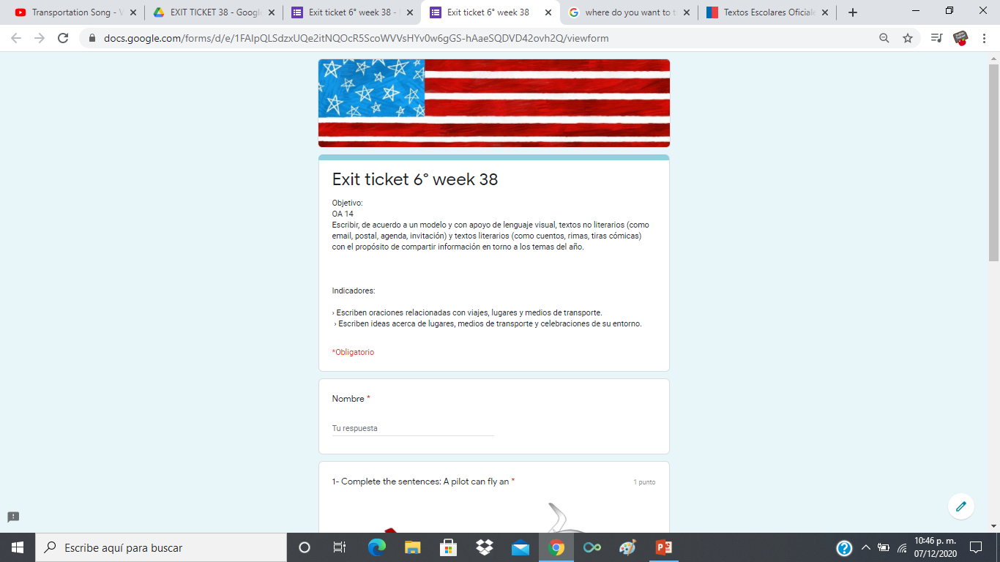 Transportation Song - Y
EXIT TICKET 38 - Googl
Exit ticket 6° week 38 -
Exit ticket 6° week 38
where do you want to t
Textos Escolares Oficiale
docs.google.com/forms/d/e/1FAIpQLSdzxUQe2itNQOcR5ScoWVVsHYv0w6gGS-hAaeSQDVD42ovh2Q/viewform
Exit ticket 6° week 38
Objetivo:
OA 14
Escribir, de acuerdo a un modelo y con apoyo de lenguaje visual, textos no literarios (como
email, postal, agenda, invitación) y textos literarios (como cuentos, rimas, tiras cómicas)
con el propósito de compartir información en torno a los temas del año.
Indicadores:
› Escriben oraciones relacionadas con viajes, lugares y medios de transporte.
› Escriben ideas acerca de lugares, medios de transporte y celebraciones de su entorno.
*Obligatorio
Nombre *
Tu respuesta
1- Complete the sentences: A pilot can fly an *
1 punto
Escribe aquí para buscar
10:46 p. m.
07/12/2020